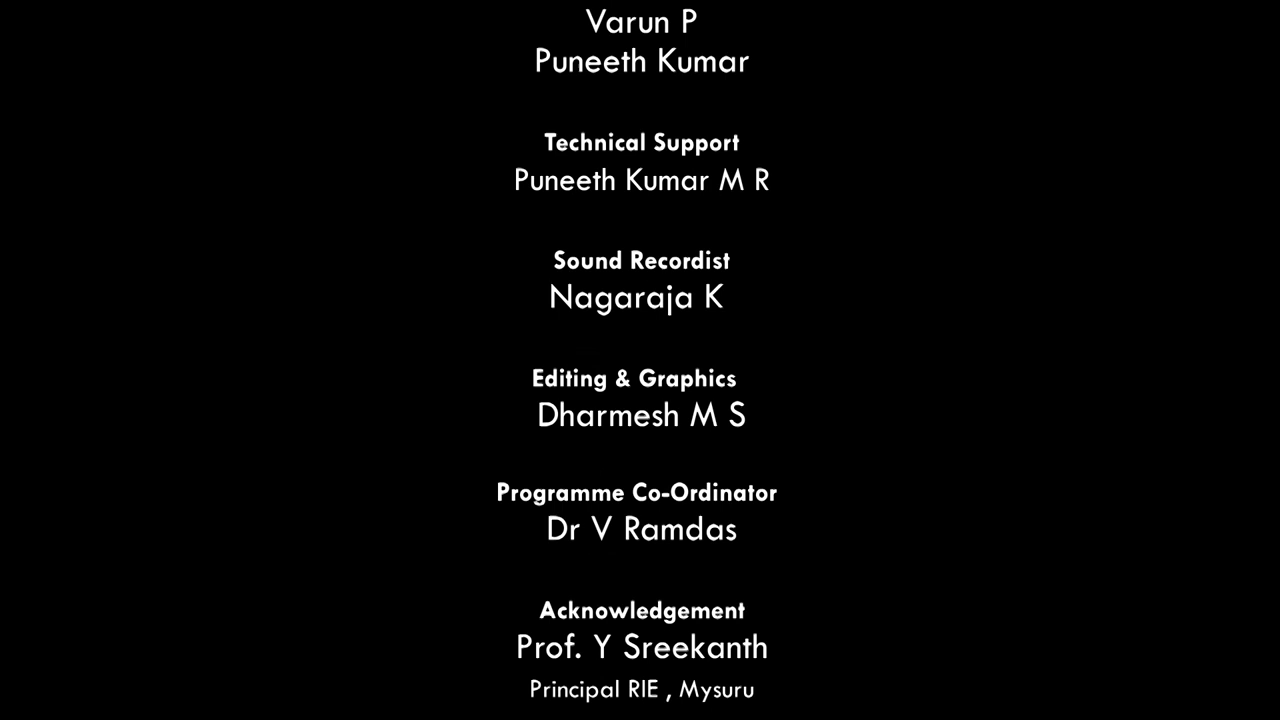 Varun P
Puneeth Kumar
Technical Support
Puneeth Kumar M R
Sound Recordist
Nagaraja K
Editing & Graphics
Dharmesh M S
Programme Co-Ordinator
Dr V Ramdas
Acknowledgement
Prof. Y Sreekanth
Principal RIE , Mysuru